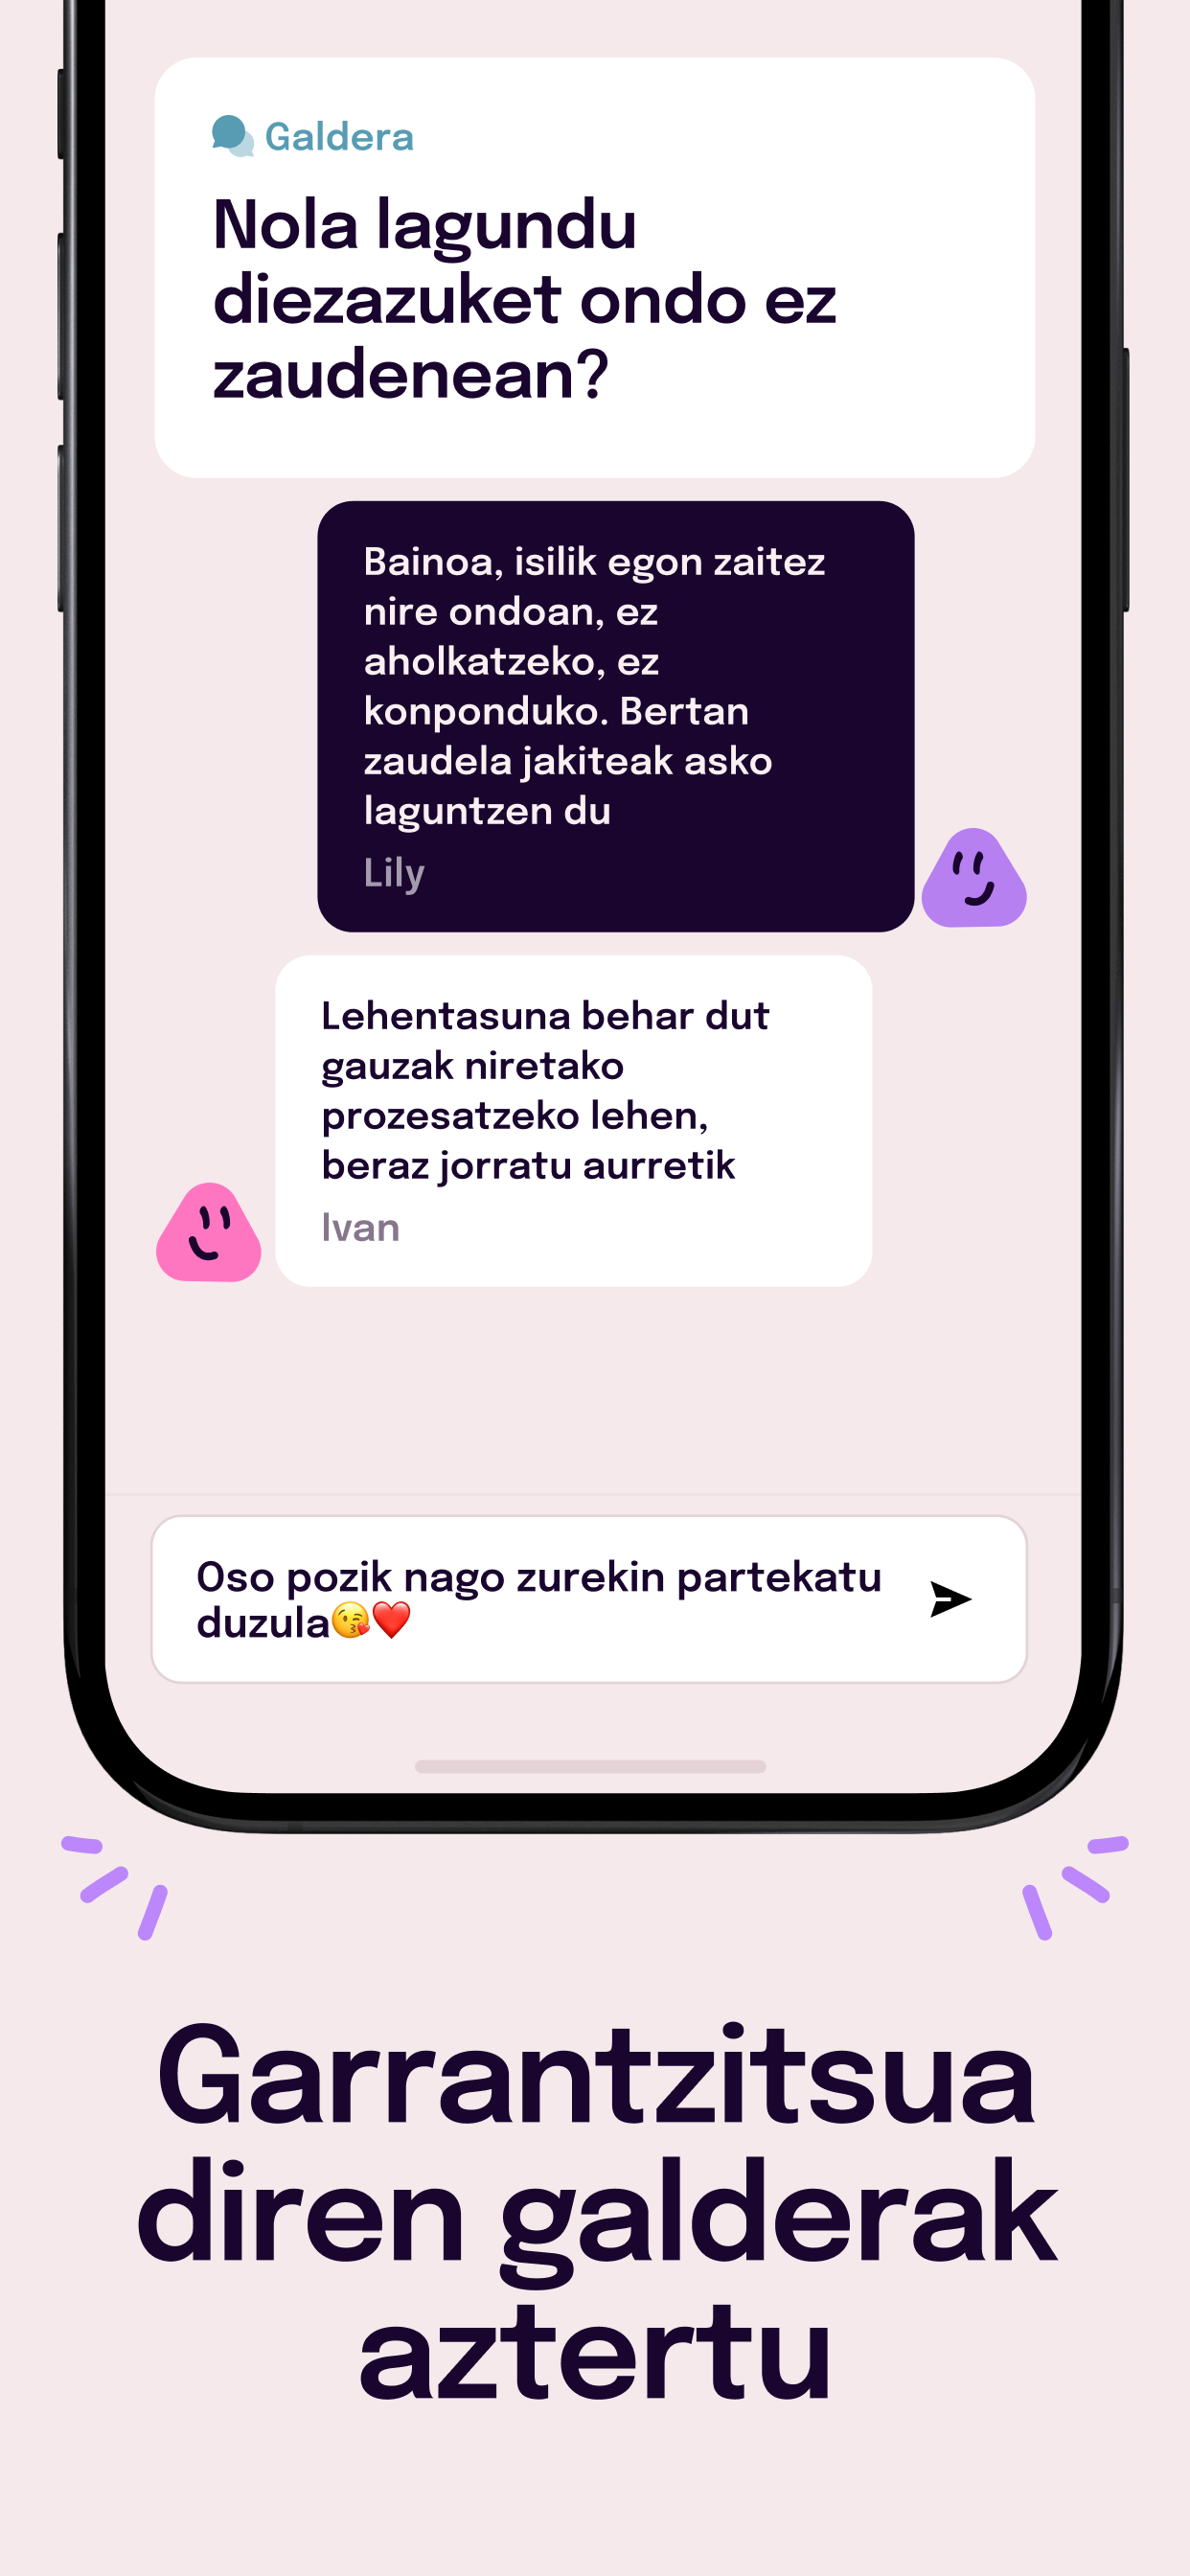 Galdera
Nola lagundu
diezazuket ondo ez
zaudenean?
Bainoa, isilik egon zaitez
nire ondoan, ez
aholkatzeko, ez
konponduko. Bertan
zaudela jakiteak asko
laguntzen du
Lily
Lehentasuna behar dut
gauzak niretako
prozesatzeko lehen,
beraz jorratu aurretik
Ivan
Oso pozik nago zurekin partekatu
duzula😘❤️
Garrantzitsua
diren galderak
aztertu